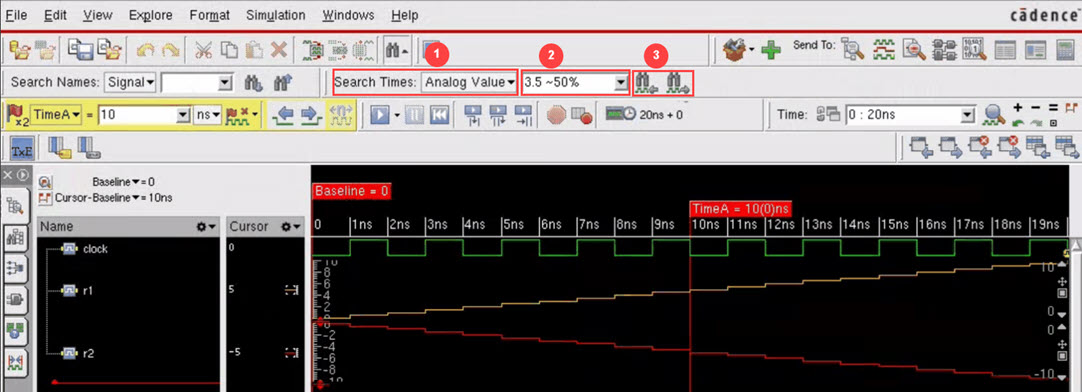 File Edit View Explore Format Simulation Windows Help
cādence
1 2 3
Send To:
Search Names: Signal Search Times: Analog Value 3.5 ~50%
x2 TimeA = 10 ns 20ns + 0 Time: 0 : 20ns
TxE
Baseline = 0
Cursor-Baseline = 10ns
Baseline = 0
TimeA = 10(0)ns
Name Cursor 0 1ns 2ns 3ns 4ns 5ns 6ns 7ns 8ns 9ns 10ns 11ns 12ns 13ns 14ns 15ns 16ns 17ns 18ns 19ns
clock 0
10 10
8
6
r1 5 4
2 0
0 0
-2
-4
r2 -5 -6
-8 -10
-10